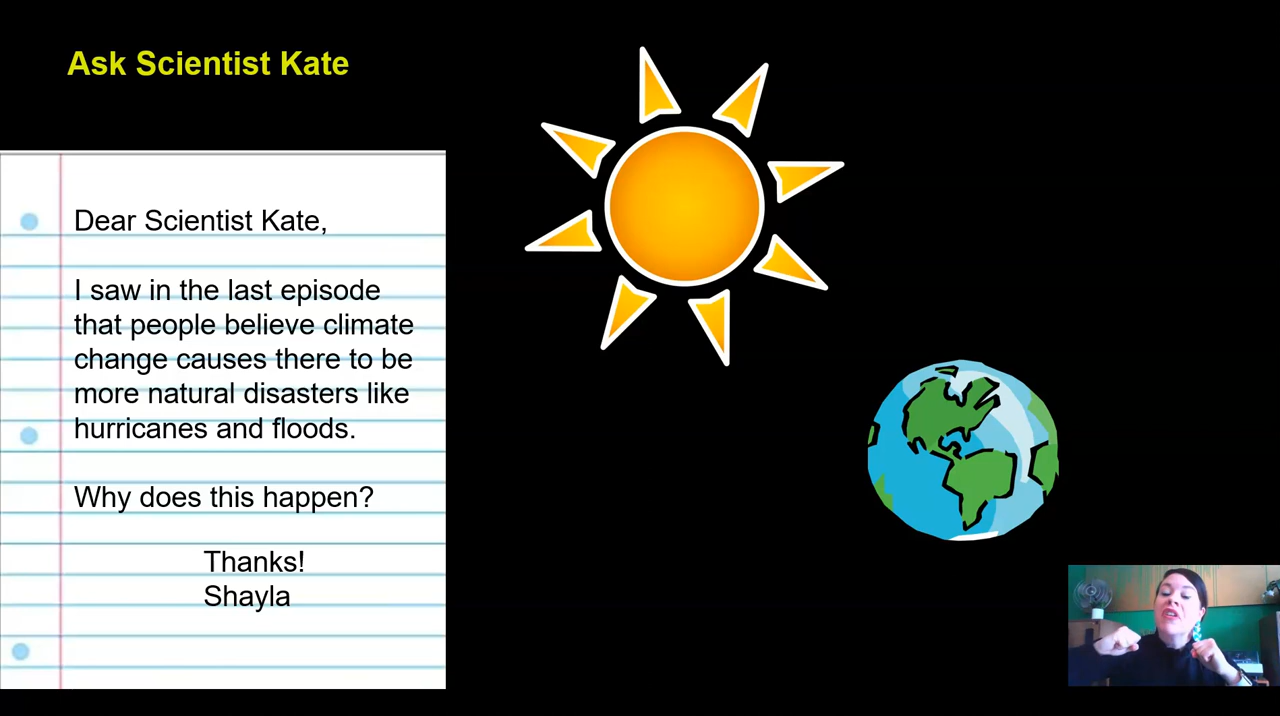 Ask Scientist Kate
Dear Scientist Kate,
I saw in the last episode
that people believe climate
change causes there to be
more natural disasters like
hurricanes and floods.
Why does this happen?
Thanks!
Shayla